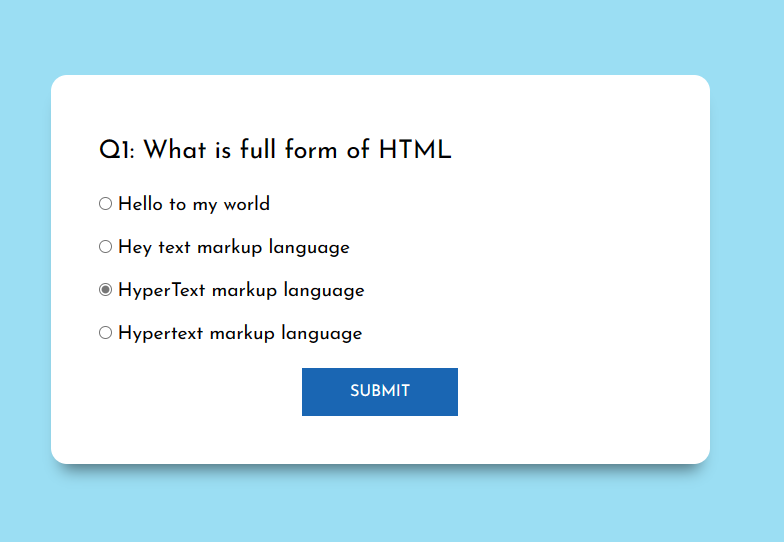 Q1: What is full form of HTML
Hello to my world
Hey text markup language
HyperText markup language
Hypertext markup language
SUBMIT